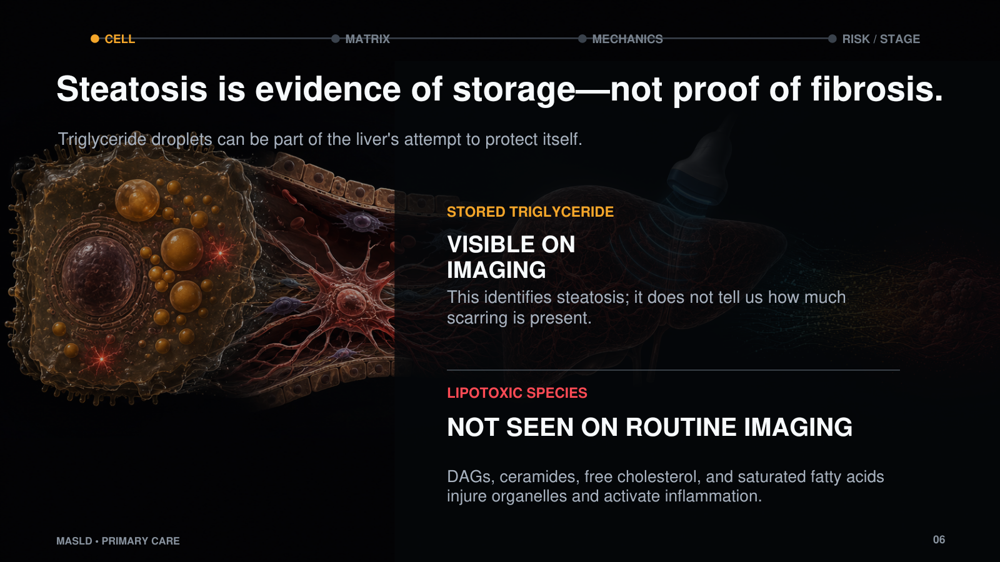 CELL
MATRIX
MECHANICS
RISK / STAGE
Steatosis is evidence of storage—not proof of fibrosis.
Triglyceride droplets can be part of the liver's attempt to protect itself.
STORED TRIGLYCERIDE
VISIBLE ON
IMAGING
This identifies steatosis; it does not tell us how much
scarring is present.
LIPOTOXIC SPECIES
NOT SEEN ON ROUTINE IMAGING
DAGs, ceramides, free cholesterol, and saturated fatty acids
injure organelles and activate inflammation.
MASLD • PRIMARY CARE
06